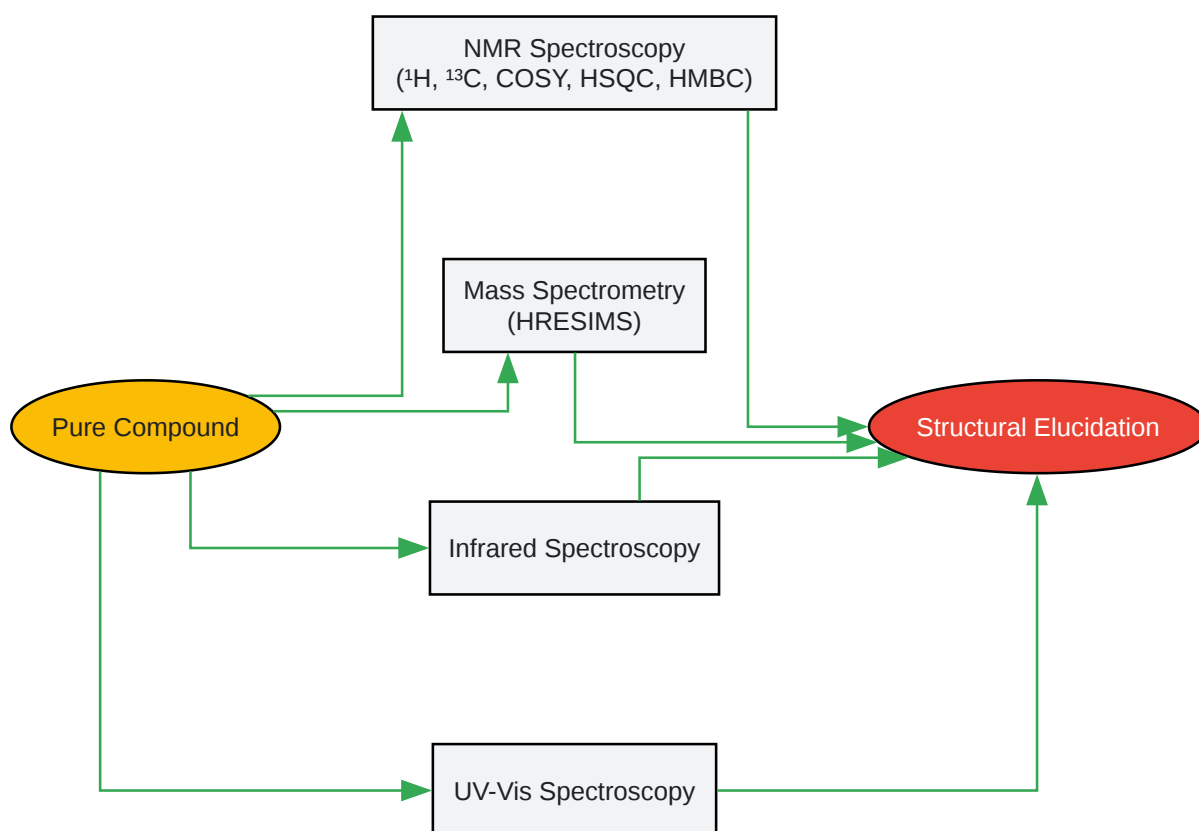 NMR Spectroscopy
(¹H, ¹³C, COSY, HSQC, HMBC)
Mass Spectrometry
(HRESIMS)
Pure Compound
Structural Elucidation
Infrared Spectroscopy
UV-Vis Spectroscopy